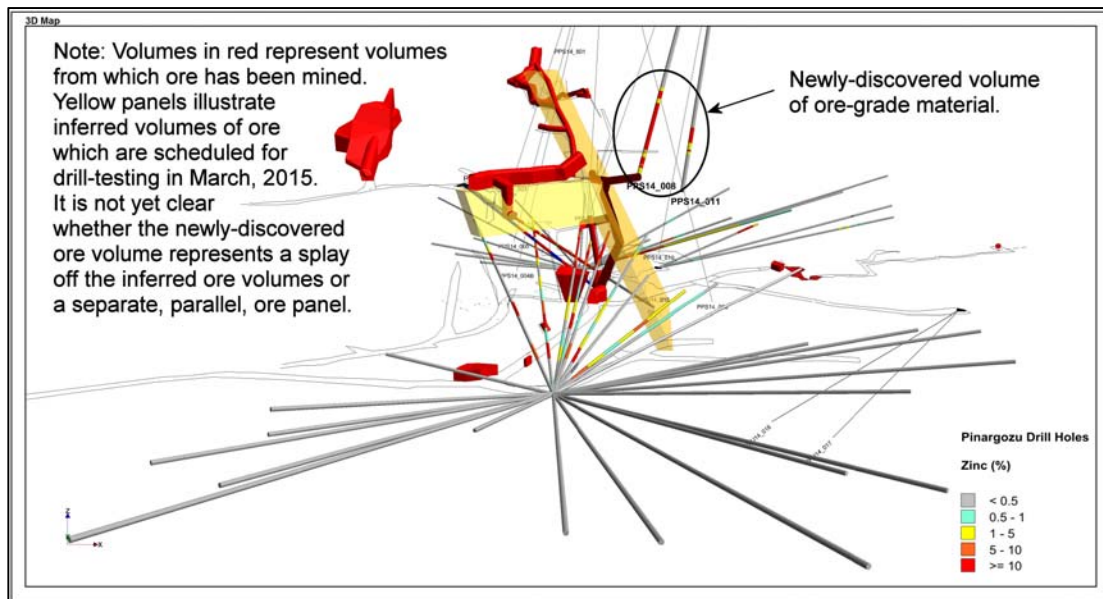 3D Map
Note: Volumes in red represent volumes
from which ore has been mined.
Yellow panels illustrate
inferred volumes of ore
which are scheduled for
drill-testing in March, 2015.
It is not yet clear
whether the newly-discovered
ore volume represents a splay
off the inferred ore volumes or
a separate, parallel, ore panel.
PPS14_001
Newly-discovered volume
of ore-grade material.
PPS14_008
PPS14_011
PPS14_004B
Pinargozu Drill Holes
Zinc (%)
< 0.5
0.5 - 1
1 - 5
5 - 10
>= 10
Z
X